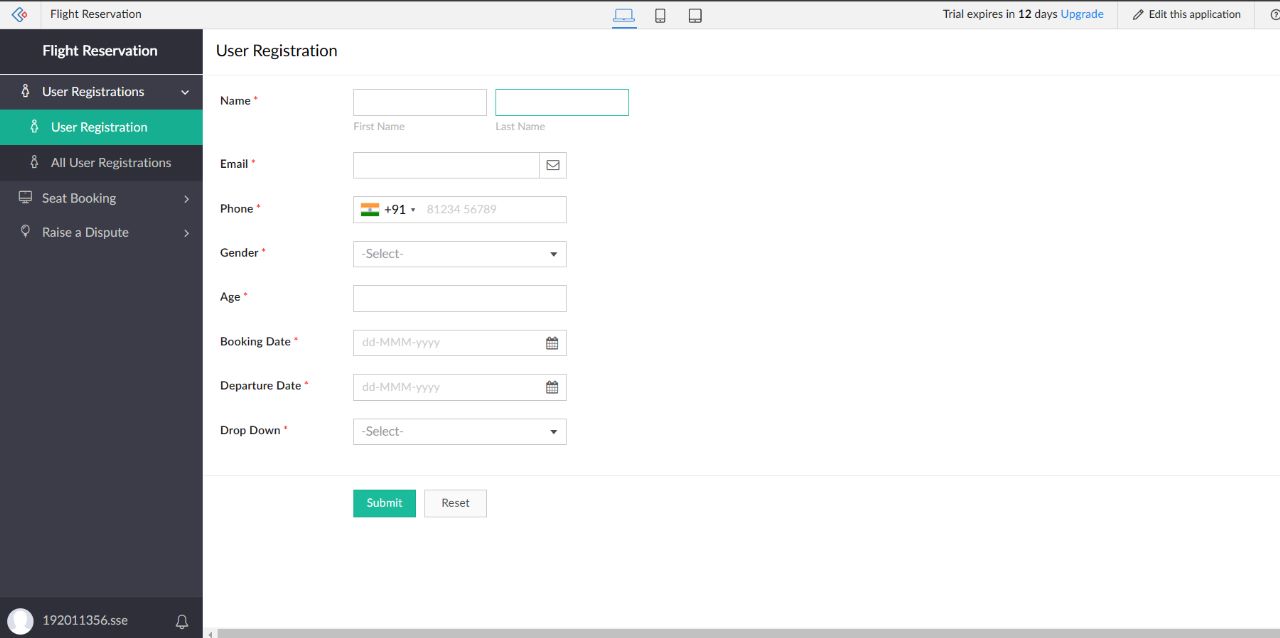 Flight Reservation
Trial expires in 12 days Upgrade
Edit this application
Flight Reservation
User Registrations
User Registration
All User Registrations
Seat Booking
Raise a Dispute
192011356.sse
User Registration
Name *
First Name
Last Name
Email *
Phone *
+91
81234 56789
Gender *
-Select-
Age *
Booking Date *
dd-MMM-yyyy
Departure Date *
dd-MMM-yyyy
Drop Down *
-Select-
Submit
Reset